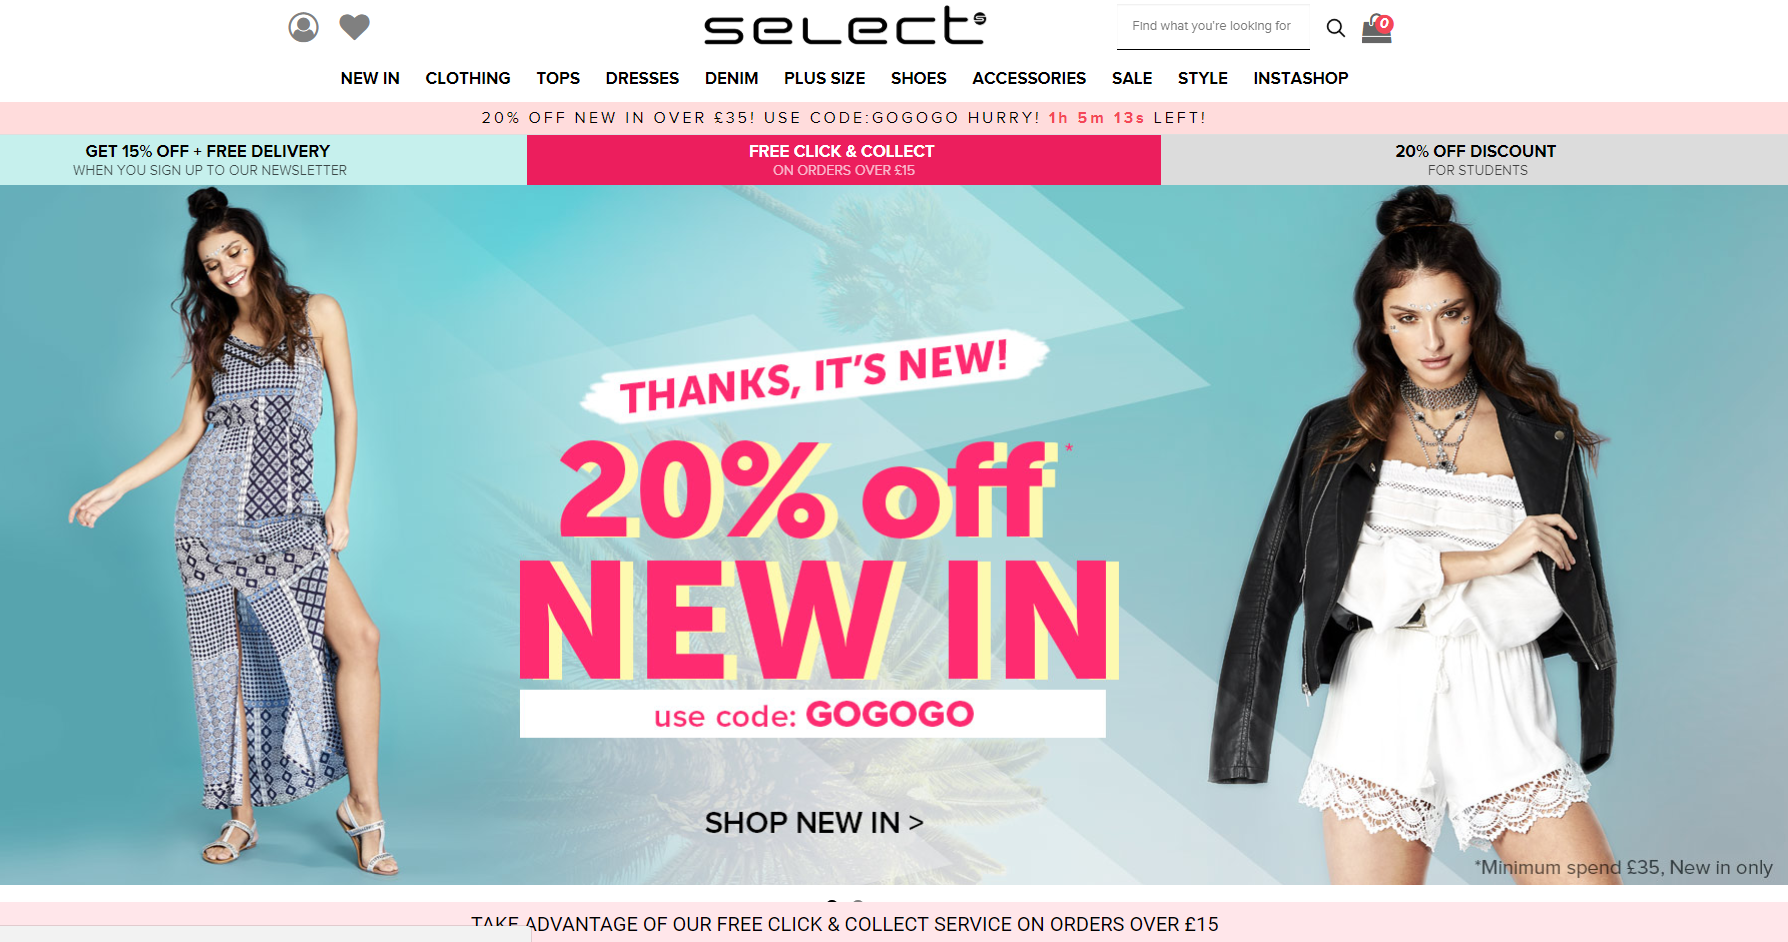 select
Find what you're looking for
0
NEW IN CLOTHING TOPS DRESSES DENIM PLUS SIZE SHOES ACCESSORIES SALE STYLE INSTASHOP
20% OFF NEW IN OVER £35! USE CODE:GOGOGO HURRY! 1h 5m 13s LEFT!
GET 15% OFF + FREE DELIVERY
WHEN YOU SIGN UP TO OUR NEWSLETTER
FREE CLICK & COLLECT
ON ORDERS OVER £15
20% OFF DISCOUNT
FOR STUDENTS
THANKS, IT'S NEW!
20% off*
NEW IN
use code: GOGOGO
SHOP NEW IN >
*Minimum spend £35, New in only
TAKE ADVANTAGE OF OUR FREE CLICK & COLLECT SERVICE ON ORDERS OVER £15